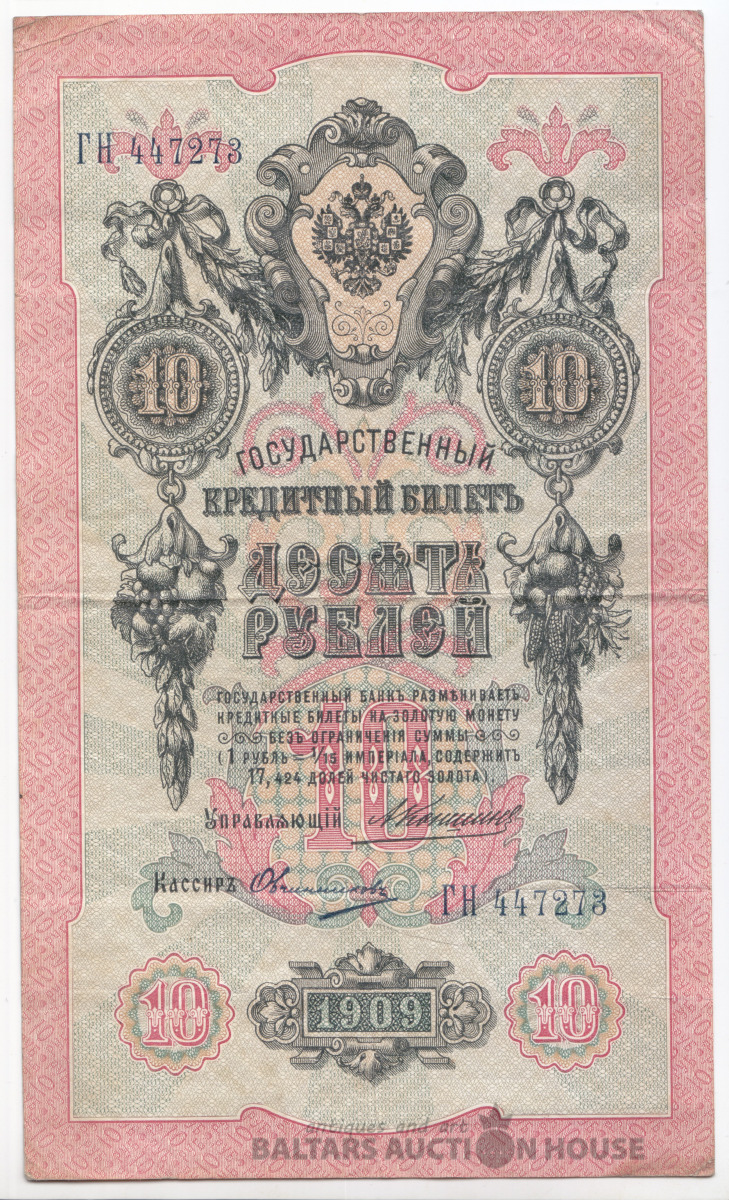 ГН 447273
10 10
ГОСУДАРСТВЕННЫЙ
КРЕДИТНЫЙ БИЛЕТЪ
ДЕСЯТЬ
РУБЛЕЙ
ГОСУДАРСТВЕННЫЙ БАНКЪ РАЗМѢНИВАЕТЪ
КРЕДИТНЫЕ БИЛЕТЫ НА ЗОЛОТУЮ МОНЕТУ
БЕЗЪ ОГРАНИЧЕНІЯ СУММЫ
(1 РУБЛЬ = 1/15 ИМПЕРІАЛА, СОДЕРЖИТЪ
17,424 ДОЛЕЙ ЧИСТАГО ЗОЛОТА).
10
УПРАВЛЯЮЩІЙ АКоншинъ
КАССИРЪ Овчинниковъ
ГН 447273
10 1909 10
antiques and art
BALTARS AUCTION HOUSE